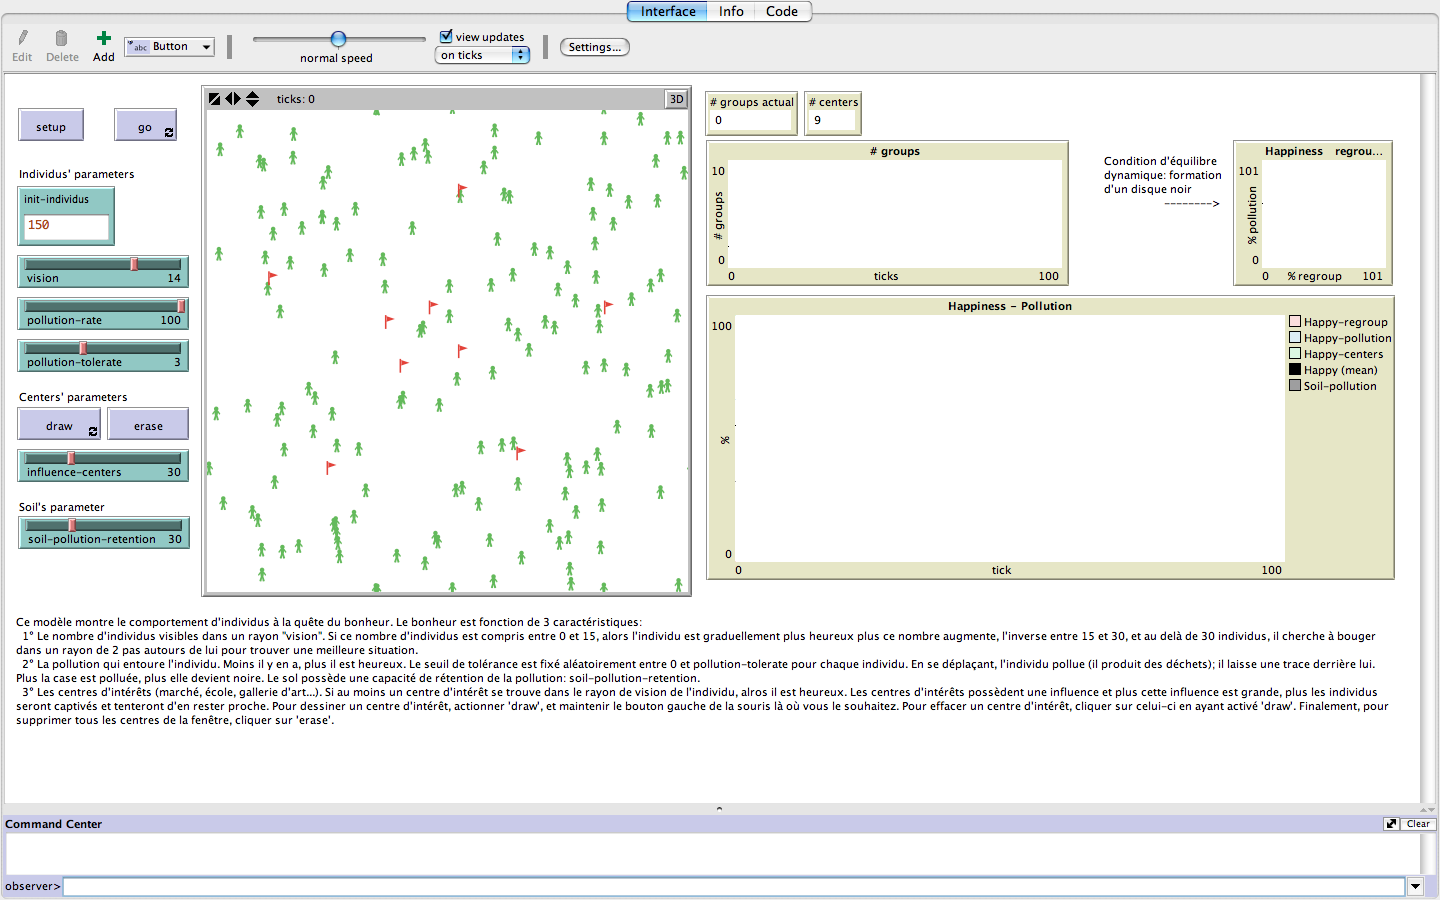 Interface Info Code
Edit Delete Add abc Button normal speed view updates on ticks Settings...
ticks: 0 3D
setup go
Individus' parameters
init-individus
150
vision 14
pollution-rate 100
pollution-tolerate 3
Centers' parameters
draw erase
influence-centers 30
Soil's parameter
soil-pollution-retention 30
# groups actual
0
# centers
9
# groups
10
# groups
0
0 ticks 100
Condition d'équilibre
dynamique: formation
d'un disque noir
-------->
Happiness regrou...
101
% pollution
0
0 % regroup 101
Happiness - Pollution
100
%
0
0 tick 100
Happy-regroup
Happy-pollution
Happy-centers
Happy (mean)
Soil-pollution
Ce modèle montre le comportement d'individus à la quête du bonheur. Le bonheur est fonction de 3 caractéristiques:
1° Le nombre d'individus visibles dans un rayon "vision". Si ce nombre d'individus est compris entre 0 et 15, alors l'individu est graduellement plus heureux plus ce nombre augmente, l'inverse entre 15 et 30, et au delà de 30 individus, il cherche à bouger
dans un rayon de 2 pas autours de lui pour trouver une meilleure situation.
2° La pollution qui entoure l'individu. Moins il y en a, plus il est heureux. Le seuil de tolérance est fixé aléatoirement entre 0 et pollution-tolerate pour chaque individu. En se déplaçant, l'individu pollue (il produit des déchets); il laisse une trace derrière lui.
Plus la case est polluée, plus elle devient noire. Le sol possède une capacité de rétention de la pollution: soil-pollution-retention.
3° Les centres d'intérêts (marché, école, gallerie d'art...). Si au moins un centre d'intérêt se trouve dans le rayon de vision de l'individu, alros il est heureux. Les centres d'intérêts possèdent une influence et plus cette influence est grande, plus les individus
seront captivés et tenteront d'en rester proche. Pour dessiner un centre d'intérêt, actionner 'draw', et maintenir le bouton gauche de la souris là où vous le souhaitez. Pour effacer un centre d'intérêt, cliquer sur celui-ci en ayant activé 'draw'. Finalement, pour
supprimer tous les centres de la fenêtre, cliquer sur 'erase'.
Command Center Clear
observer>